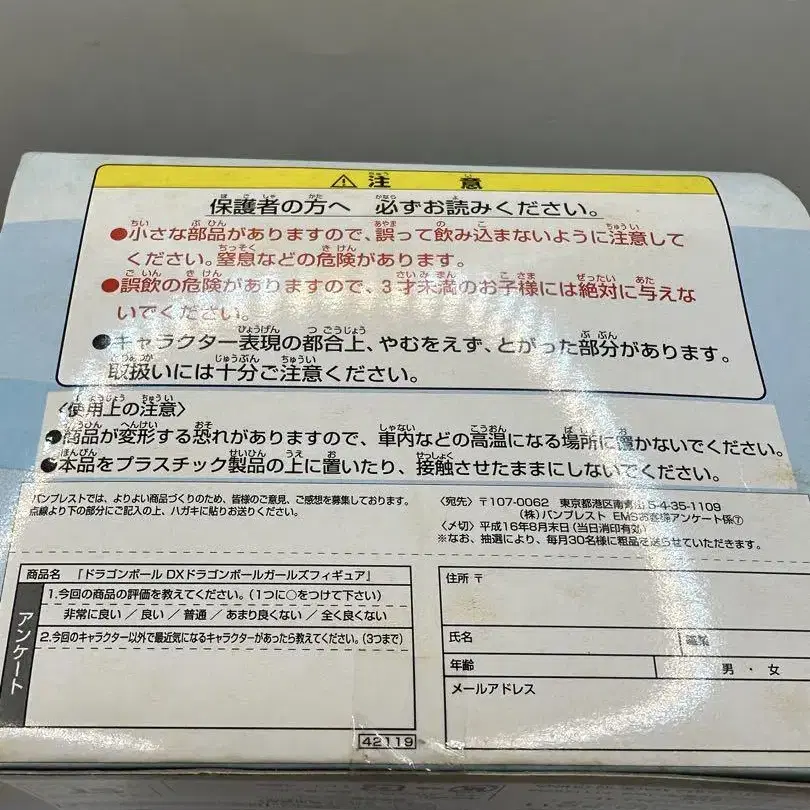 ⚠注意
保護者の方へ 必ずお読みください。
●小さな部品がありますので、誤って飲み込まないように注意して
ください。窒息などの危険があります。
●誤飲の危険がありますので、3才未満のお子様には絶対に与えな
いでください。
●キャラクター表現の都合上、やむをえず、とがった部分があります。
取扱いには十分ご注意ください。
〈使用上の注意〉
●商品が変形する恐れがありますので、車内などの高温になる場所に置かないでください。
●本品をプラスチック製品の上に置いたり、接触させたままにしないでください。
バンプレストでは、よりよい商品づくりのため、皆様のご意見、ご感想を募集しております。
点線より下の部分にご記入の上、ハガキに貼りお送りください。
〈宛先〉〒107-0062 東京都港区南青山5-4-35-1109
(株)バンプレスト EMSお客様アンケート係⑦
〈〆切〉平成16年8月末日(当日消印有効)
※なお、抽選により、毎月30名様に粗品を送らせていただきます。
アンケート
商品名 「ドラゴンボール DXドラゴンボールガールズフィギュア」
1.今回の商品の評価を教えてください。(1つに○をつけて下さい)
非常に良い / 良い / 普通 / あまり良くない / 全く良くない
2.今回のキャラクター以外で最近気になるキャラクターがあったら教えてください。(3つまで)
住所 〒
氏名
職業
年齢
男 ・ 女
メールアドレス
42119